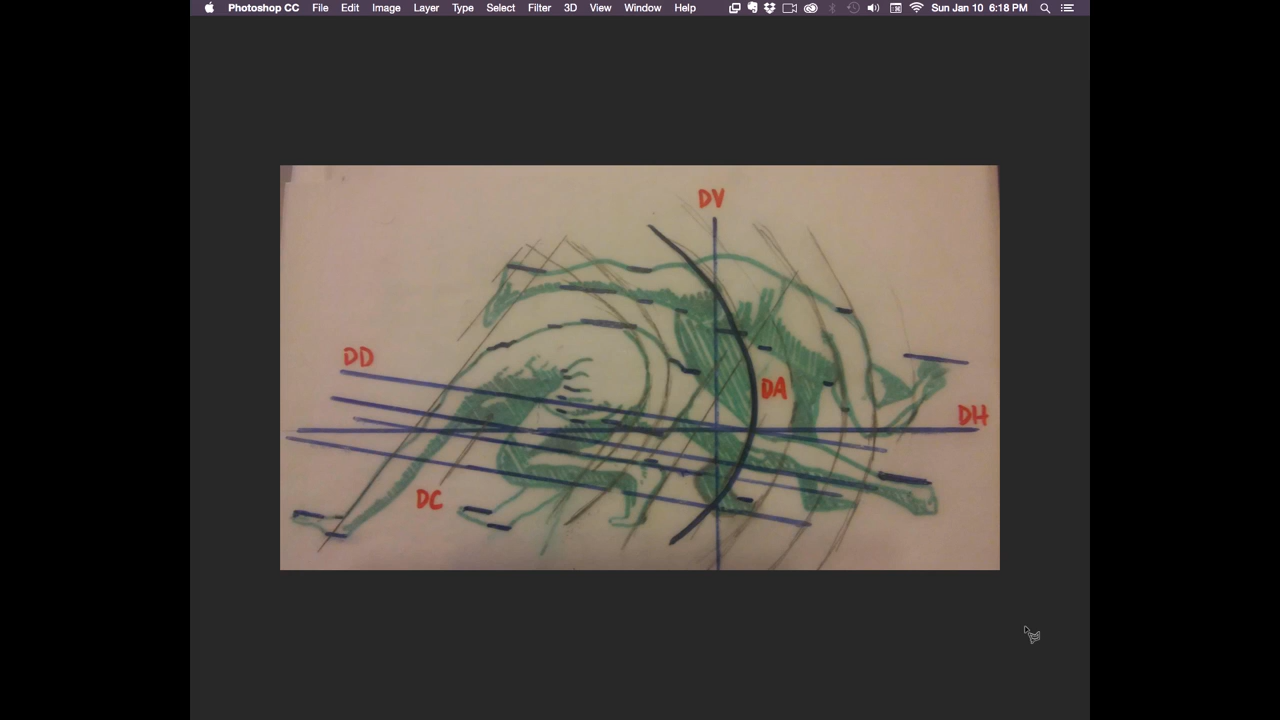 Photoshop CC File Edit Image Layer Type Select Filter 3D View Window Help Sun Jan 10 6:18 PM
DV
DD
DA
DH
DC